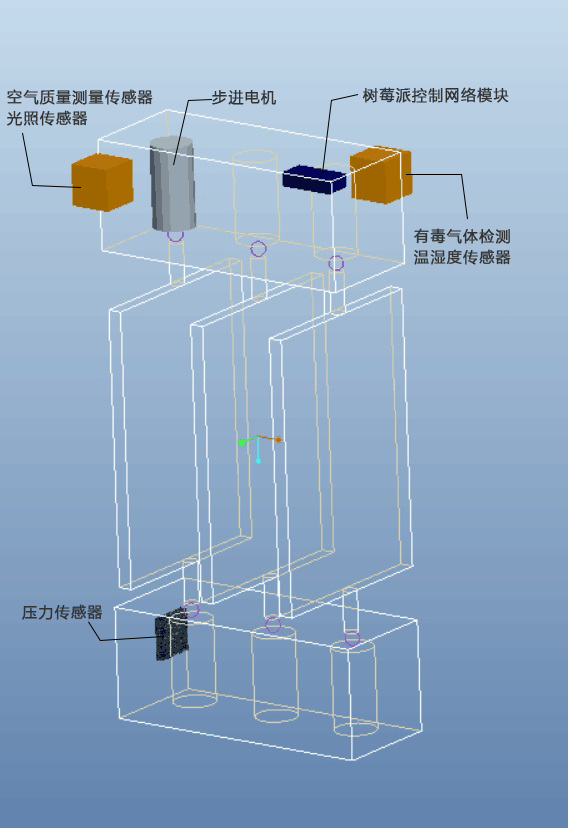 空气质量测量传感器
光照传感器
步进电机
树莓派控制网络模块
有毒气体检测
温湿度传感器
压力传感器